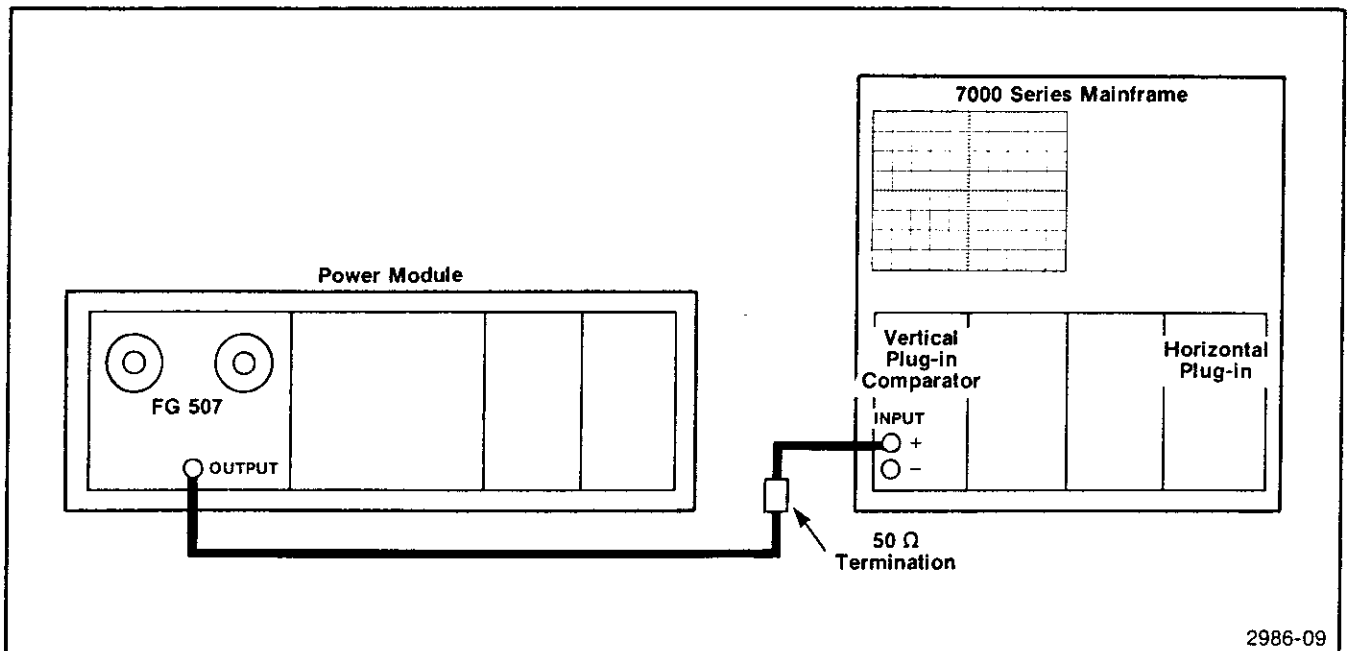 7000 Series Mainframe
Power Module
FG 507
OUTPUT
Vertical
Plug-in
Comparator
INPUT
+
−
Horizontal
Plug-in
50 Ω
Termination
2986-09